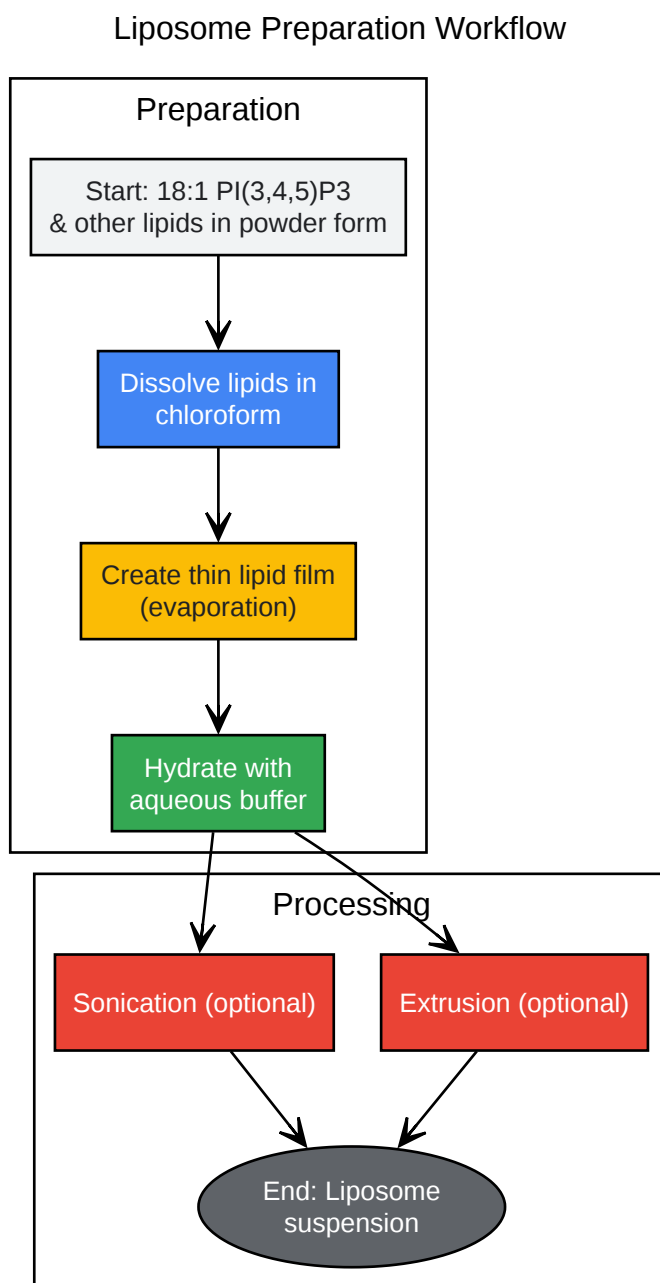 Liposome Preparation Workflow
Preparation
Start: 18:1 PI(3,4,5)P3
& other lipids in powder form
Dissolve lipids in
chloroform
Create thin lipid film
(evaporation)
Hydrate with
aqueous buffer
Processing
Sonication (optional)
Extrusion (optional)
End: Liposome
suspension